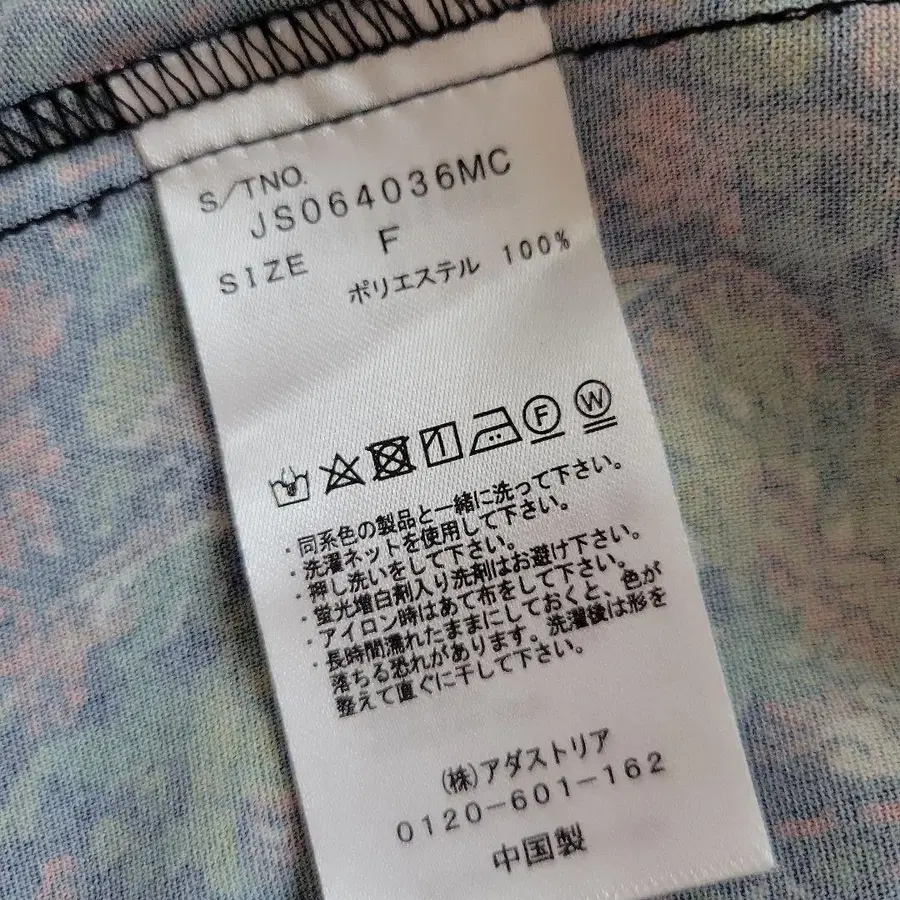 S/TNO.
JS064036MC
SIZE F
ポリエステル 100%
F W
・同系色の製品と一緒に洗って下さい。
・洗濯ネットを使用して下さい。
・押し洗いをして下さい。
・蛍光増白剤入り洗剤はお避け下さい。
・アイロン時はあて布をして下さい。
・長時間濡れたままにしておくと、色が
落ちる恐れがあります。洗濯後は形を
整えて直ぐに干して下さい。
(株)アダストリア
0120-601-162
中国製